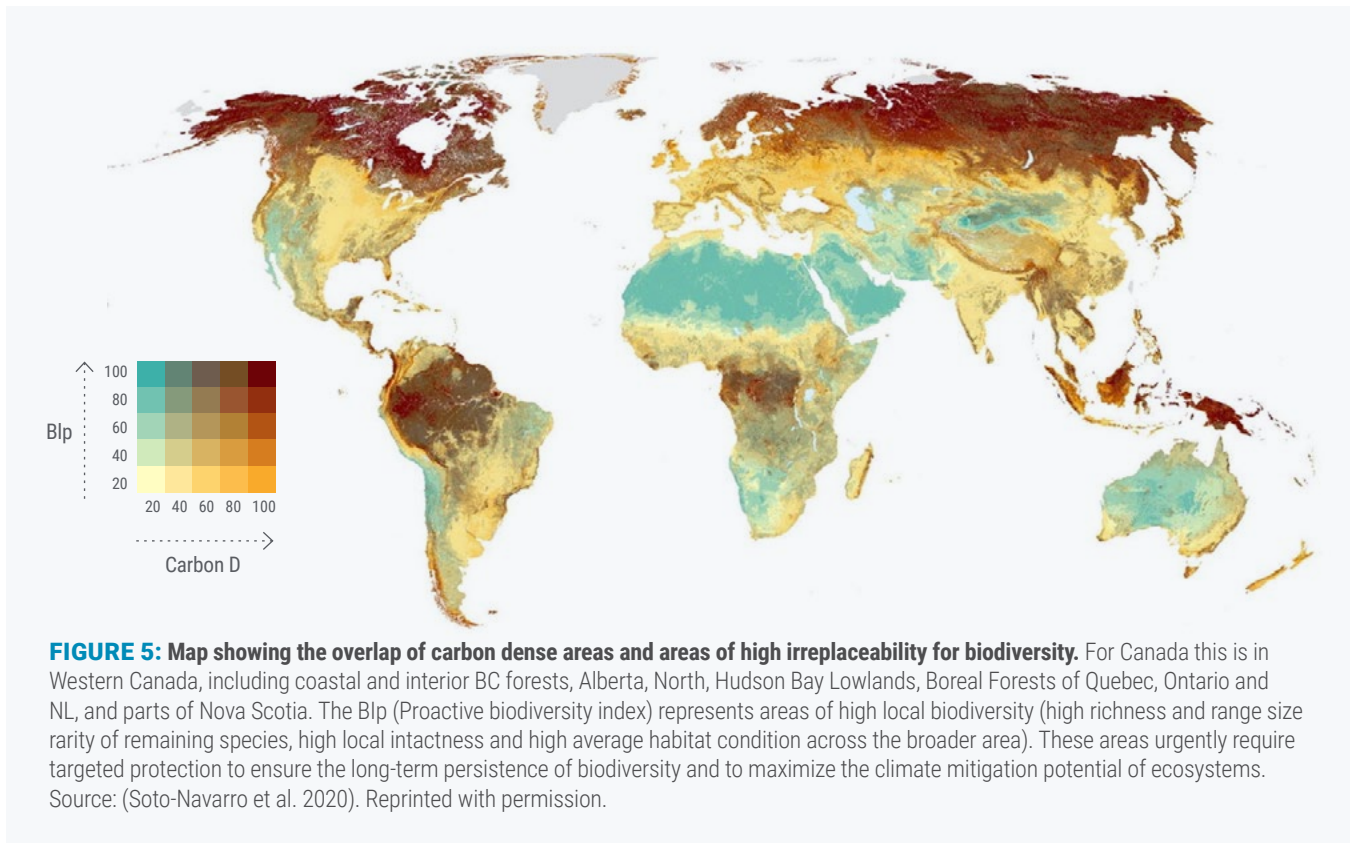 100
80
BIp
60
40
20
20 40 60 80 100
Carbon D
FIGURE 5: Map showing the overlap of carbon dense areas and areas of high irreplaceability for biodiversity. For Canada this is in
Western Canada, including coastal and interior BC forests, Alberta, North, Hudson Bay Lowlands, Boreal Forests of Quebec, Ontario and
NL, and parts of Nova Scotia. The BIp (Proactive biodiversity index) represents areas of high local biodiversity (high richness and range size
rarity of remaining species, high local intactness and high average habitat condition across the broader area). These areas urgently require
targeted protection to ensure the long-term persistence of biodiversity and to maximize the climate mitigation potential of ecosystems.
Source: (Soto-Navarro et al. 2020). Reprinted with permission.